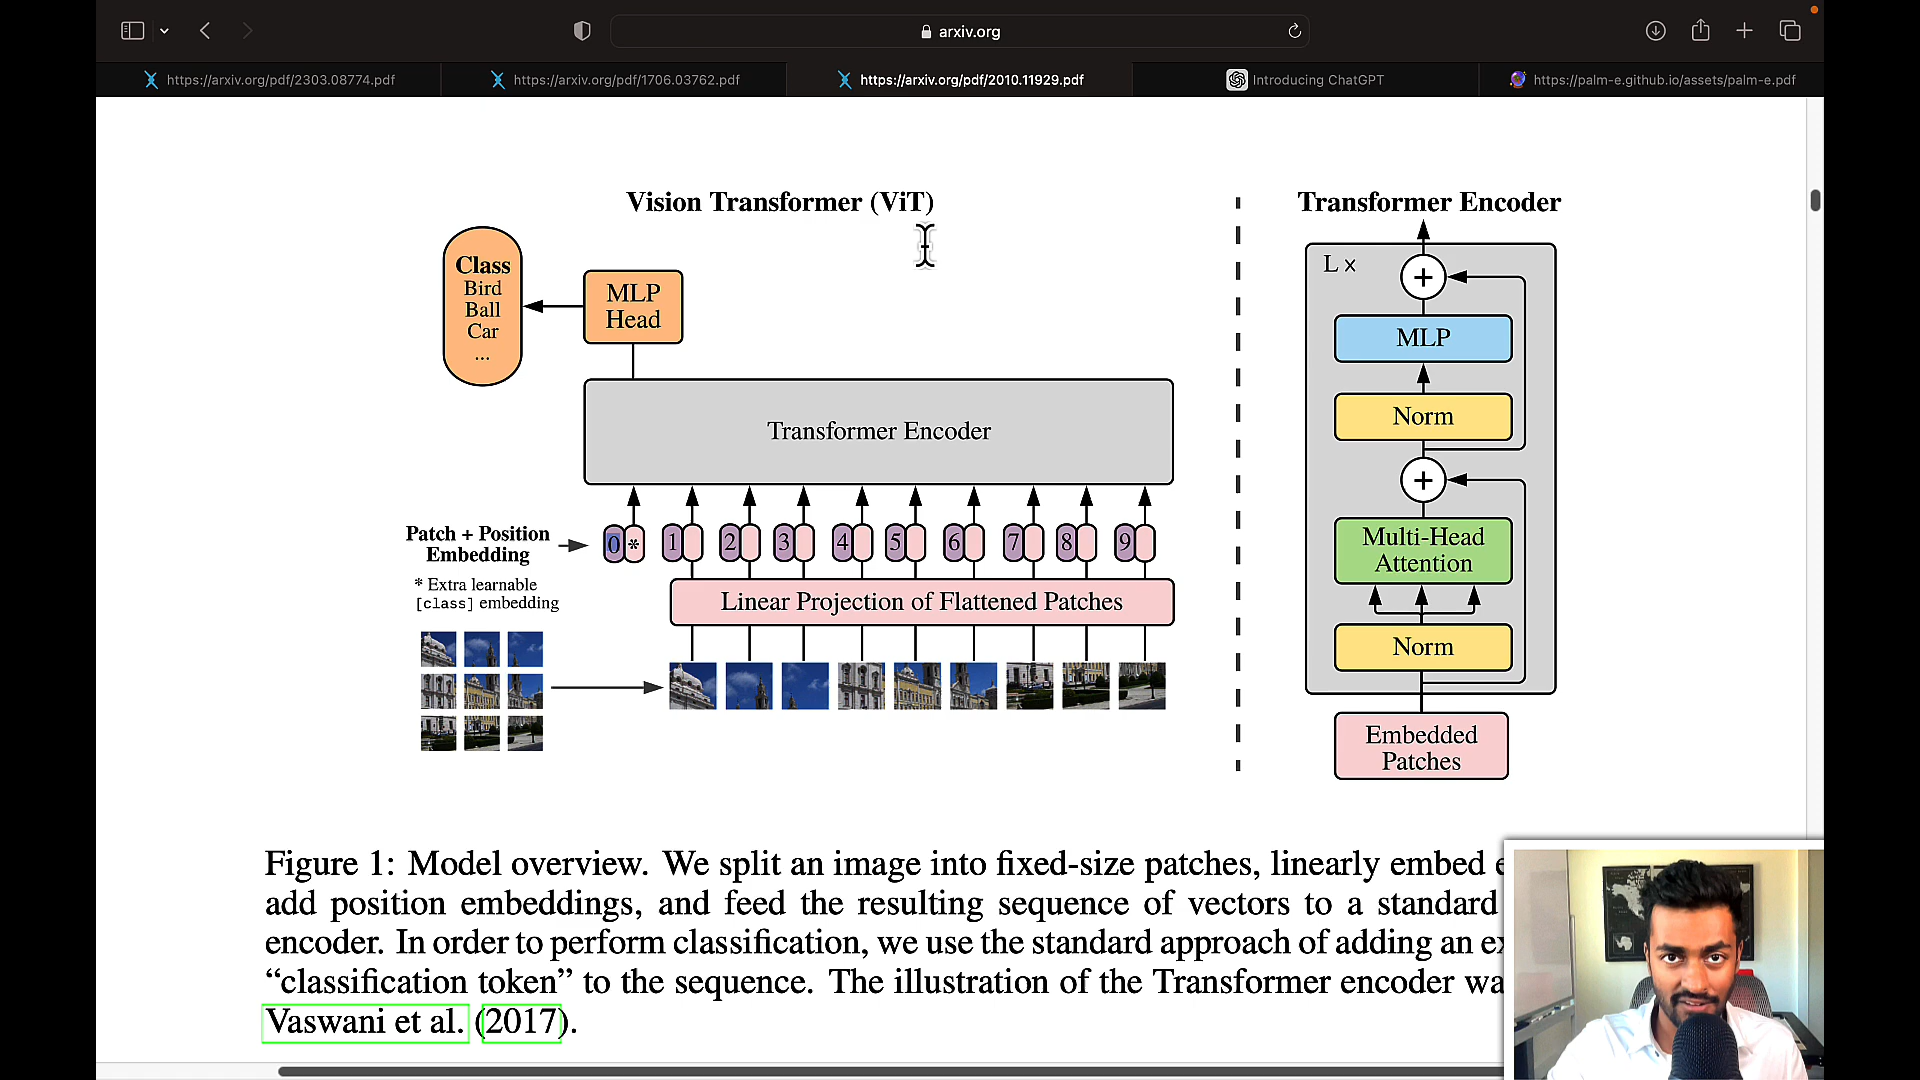 arxiv.org
https://arxiv.org/pdf/2303.08774.pdf
https://arxiv.org/pdf/1706.03762.pdf
https://arxiv.org/pdf/2010.11929.pdf
Introducing ChatGPT
https://palm-e.github.io/assets/palm-e.pdf
Vision Transformer (ViT)
Class
Bird
Ball
Car
...
MLP
Head
Transformer Encoder
Patch + Position
Embedding
0 * 1 2 3 4 5 6 7 8 9
* Extra learnable
[class] embedding
Linear Projection of Flattened Patches
Transformer Encoder
L ×
+
MLP
Norm
+
Multi-Head
Attention
Norm
Embedded
Patches
Figure 1: Model overview. We split an image into fixed-size patches, linearly embed
add position embeddings, and feed the resulting sequence of vectors to a standard
encoder. In order to perform classification, we use the standard approach of adding an
“classification token” to the sequence. The illustration of the Transformer encoder
Vaswani et al. (2017).